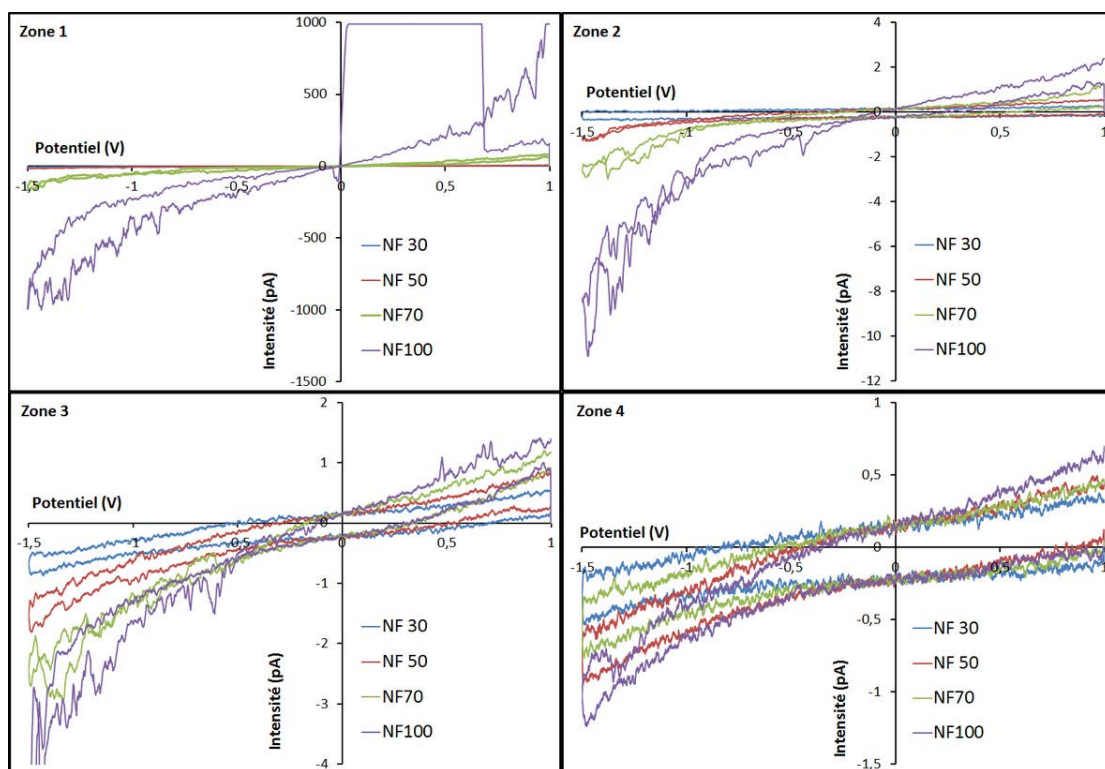 Zone 1
1000
500
0
-500
-1000
-1500
Potentiel (V)
-1,5
-1
-0,5
0
0,5
1
Intensité (pA)
NF 30
NF 50
NF70
NF100
Zone 2
4
2
0
-2
-4
-6
-8
-10
-12
Potentiel (V)
-1,5
-1
-0,5
0
0,5
1
Intensité (pA)
NF 30
NF 50
NF70
NF100
Zone 3
2
1
0
-1
-2
-3
-4
Potentiel (V)
-1,5
-1
-0,5
0
0,5
1
Intensité (pA)
NF 30
NF 50
NF70
NF100
Zone 4
1
0,5
0
-0,5
-1
-1,5
Potentiel (V)
-1,5
-1
-0,5
0
0,5
1
Intensité (pA)
NF 30
NF 50
NF70
NF100